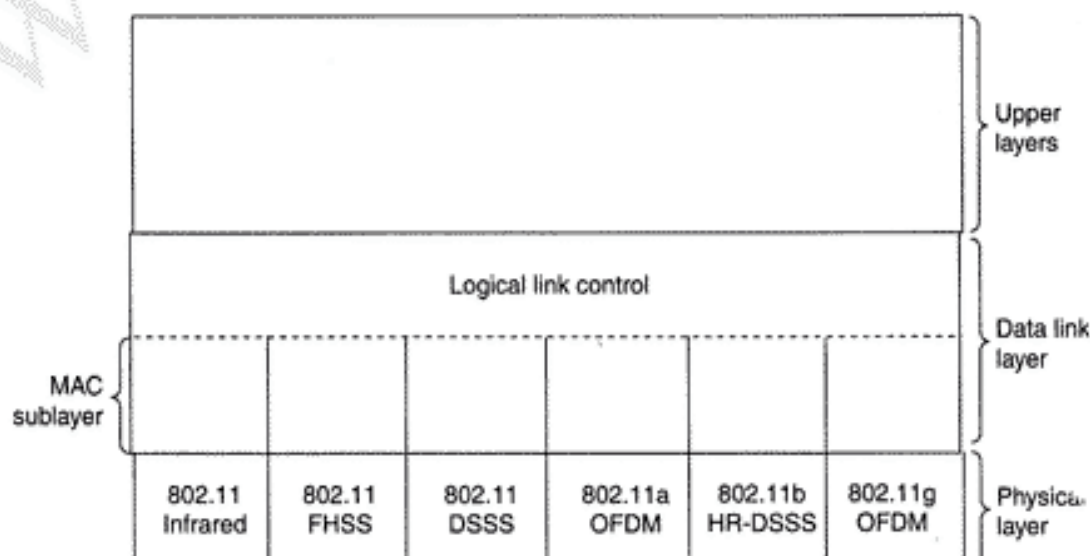 Upper
layers
Logical link control
Data link
layer
MAC
sublayer
802.11
Infrared
802.11
FHSS
802.11
DSSS
802.11a
OFDM
802.11b
HR-DSSS
802.11g
OFDM
Physical
layer